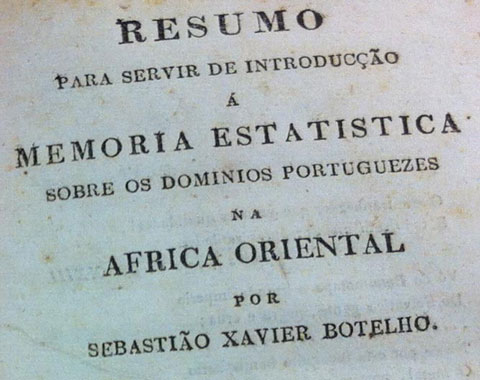 RESUMO
PARA SERVIR DE INTRODUCÇÃO
Á
MEMORIA ESTATISTICA
SOBRE OS DOMINIOS PORTUGUEZES
NA
AFRICA ORIENTAL
POR
SEBASTIÃO XAVIER BOTELHO.